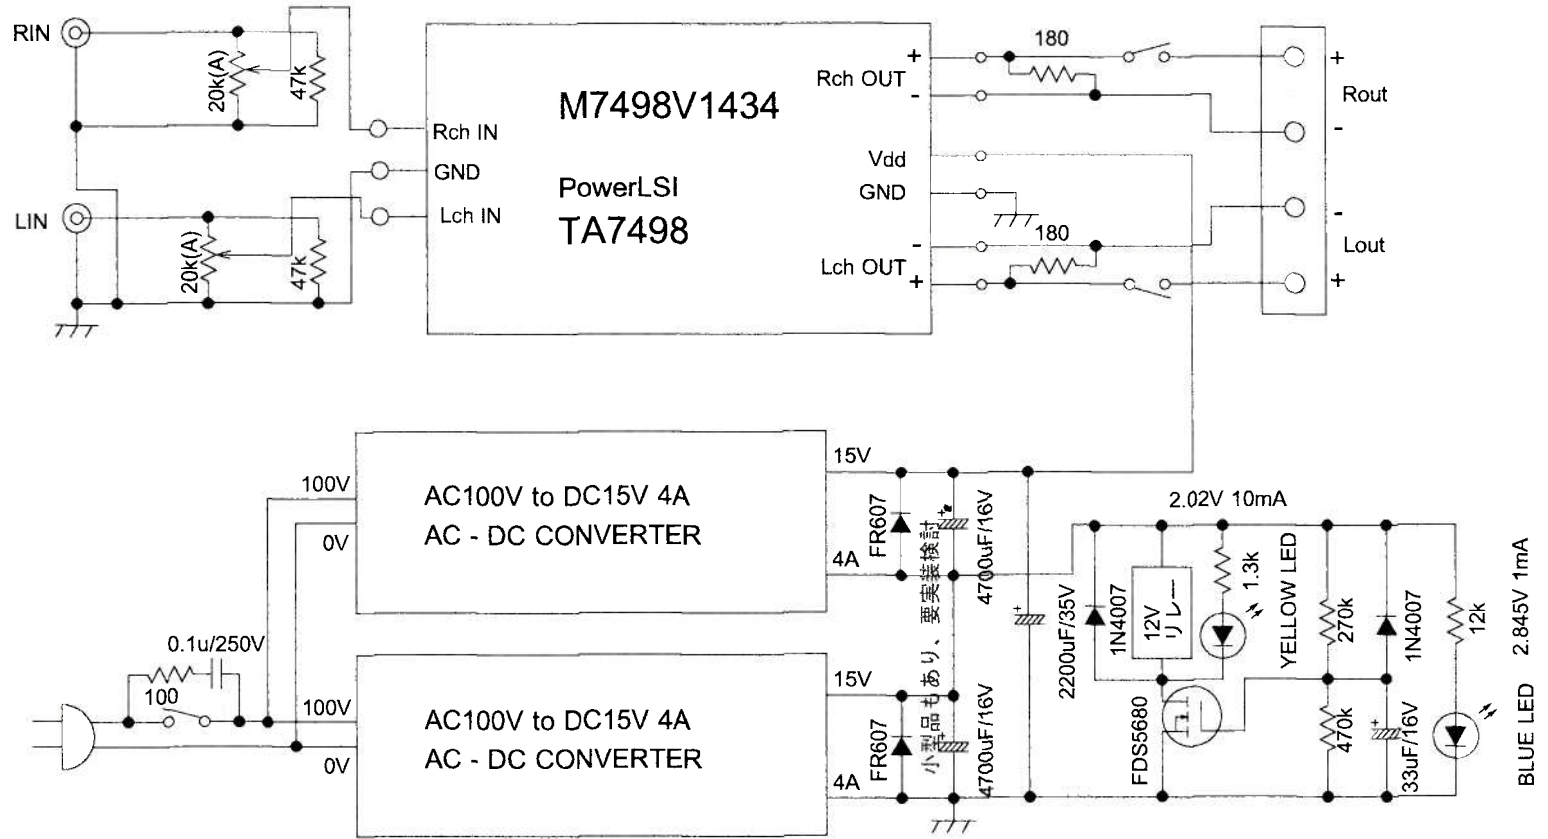 RIN
20k(A)
47k
Rch IN
GND
Lch IN
LIN
20k(A)
47k
M7498V1434
PowerLSI
TA7498
+
Rch OUT
-
Vdd
GND
-
Lch OUT
+
180
180
+
Rout
-
-
Lout
+
100V
0V
AC100V to DC15V 4A
AC - DC CONVERTER
15V
4A
FR607
+
4700uF/16V
小型品もあり、要実装検討
0.1u/250V
100
100V
0V
AC100V to DC15V 4A
AC - DC CONVERTER
15V
4A
FR607
+
4700uF/16V
+
2200uF/35V
1N4007
12V
リレー
2.02V 10mA
1.3k
YELLOW LED
FDS5680
270k
470k
1N4007
+
33uF/16V
12k
BLUE LED 2.845V 1mA